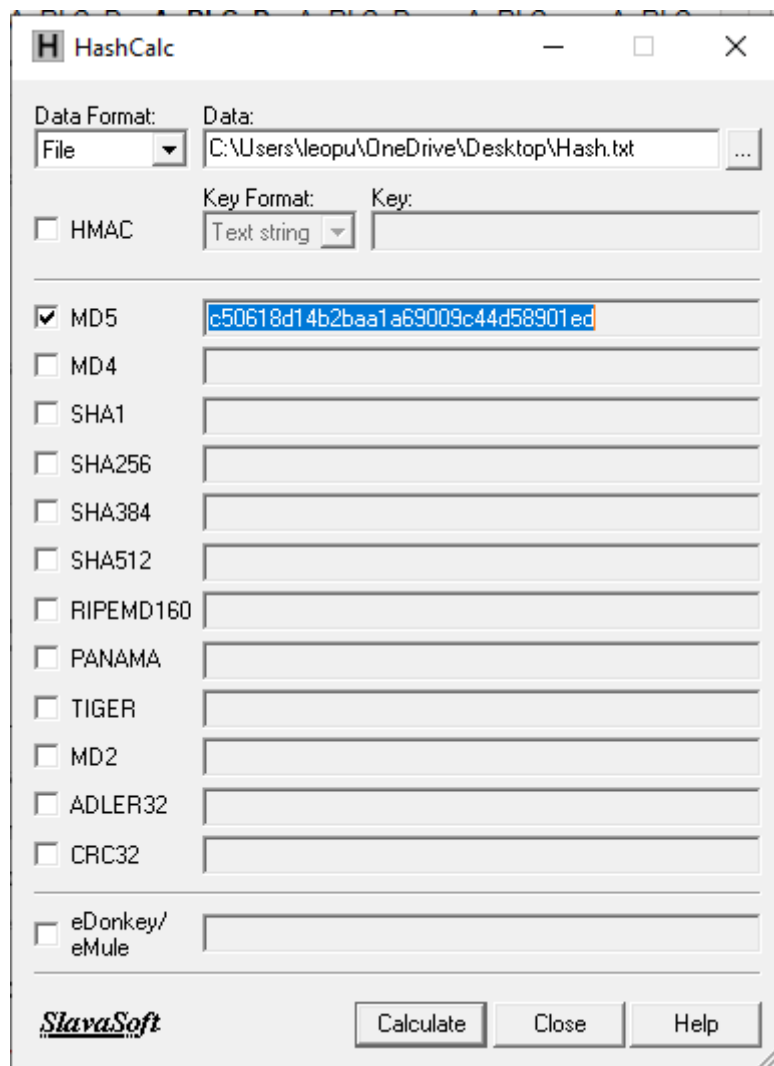 HashCalc
Data Format: Data:
File C:\Users\leopu\OneDrive\Desktop\Hash.txt ...
Key Format: Key:
HMAC Text string
MD5 c50618d14b2baa1a69009c44d58901ed
MD4
SHA1
SHA256
SHA384
SHA512
RIPEMD160
PANAMA
TIGER
MD2
ADLER32
CRC32
eDonkey/
eMule
SlavaSoft Calculate Close Help